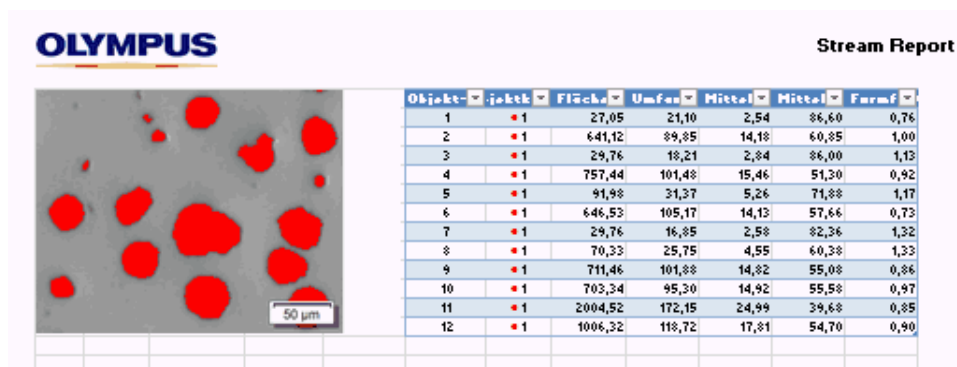 OLYMPUS
Stream Report
Objekt- Fläche Umfan Mittel Mittel Formf
1 1 27,05 21,10 2,54 86,60 0,76
2 1 641,12 89,85 14,18 60,85 1,00
3 1 29,76 18,21 2,84 86,00 1,13
4 1 757,44 101,48 15,46 51,30 0,92
5 1 91,98 31,37 5,26 71,88 1,17
6 1 646,53 105,17 14,13 57,66 0,73
7 1 29,76 16,85 2,58 82,36 1,32
8 1 70,33 25,75 4,55 60,38 1,33
9 1 711,46 101,88 14,82 55,08 0,86
10 1 703,34 95,30 14,92 55,58 0,97
11 1 2004,52 172,15 24,99 39,68 0,85
12 1 1006,32 118,72 17,81 54,70 0,90
50 µm